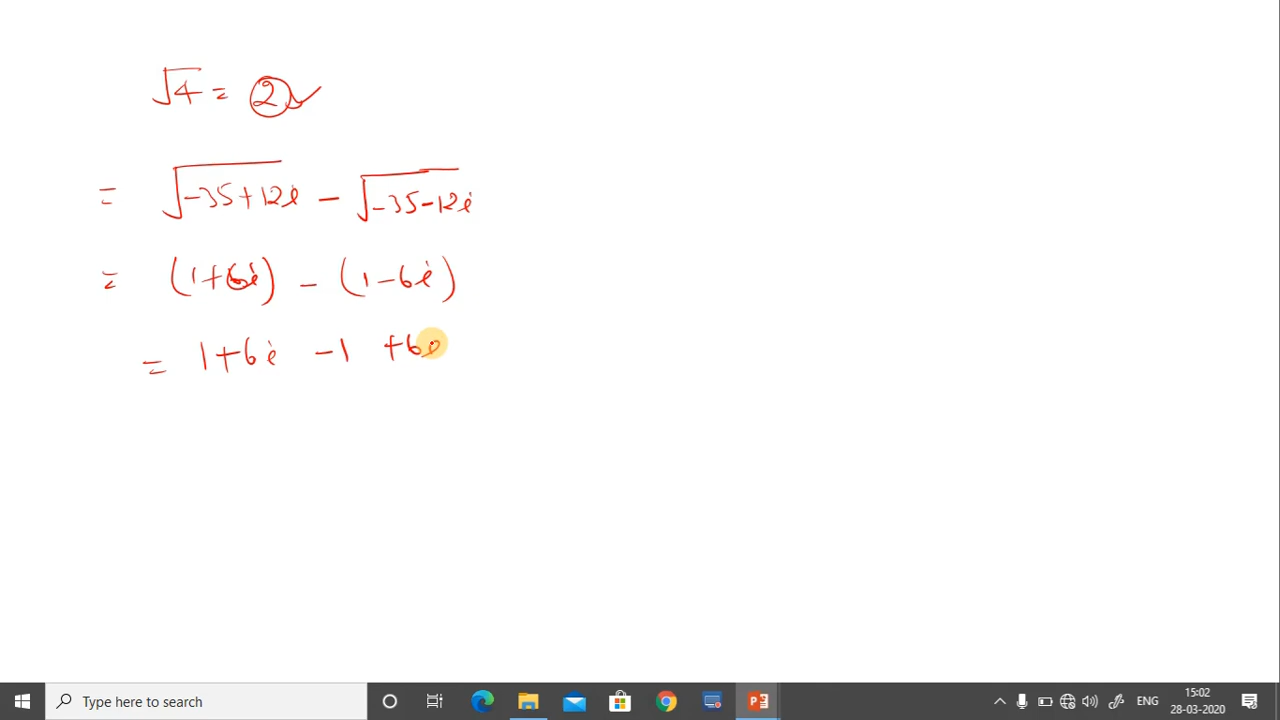 √4 = 2 ✓
= √-35+12i - √-35-12i
= (1+6i) - (1-6i)
= 1+6i -1 +6i
Type here to search
ENG
15:02
28-03-2020